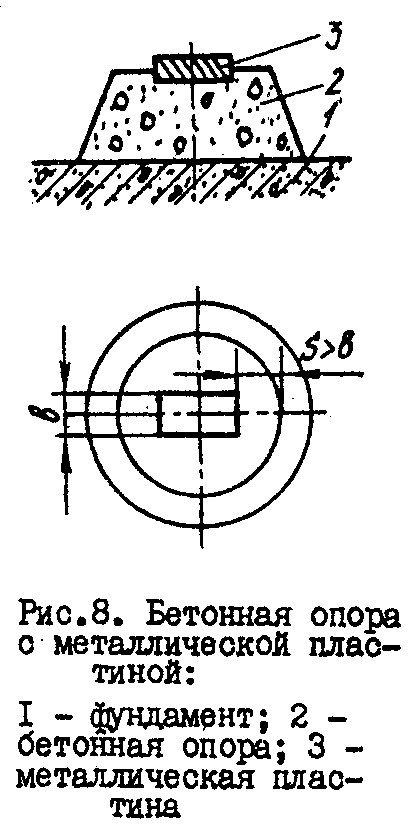 3
2
1
S>в
в
Рис.8. Бетонная опора
с металлической плас-
тиной:
I - фундамент; 2 -
бетонная опора; 3 -
металлическая плас-
тина